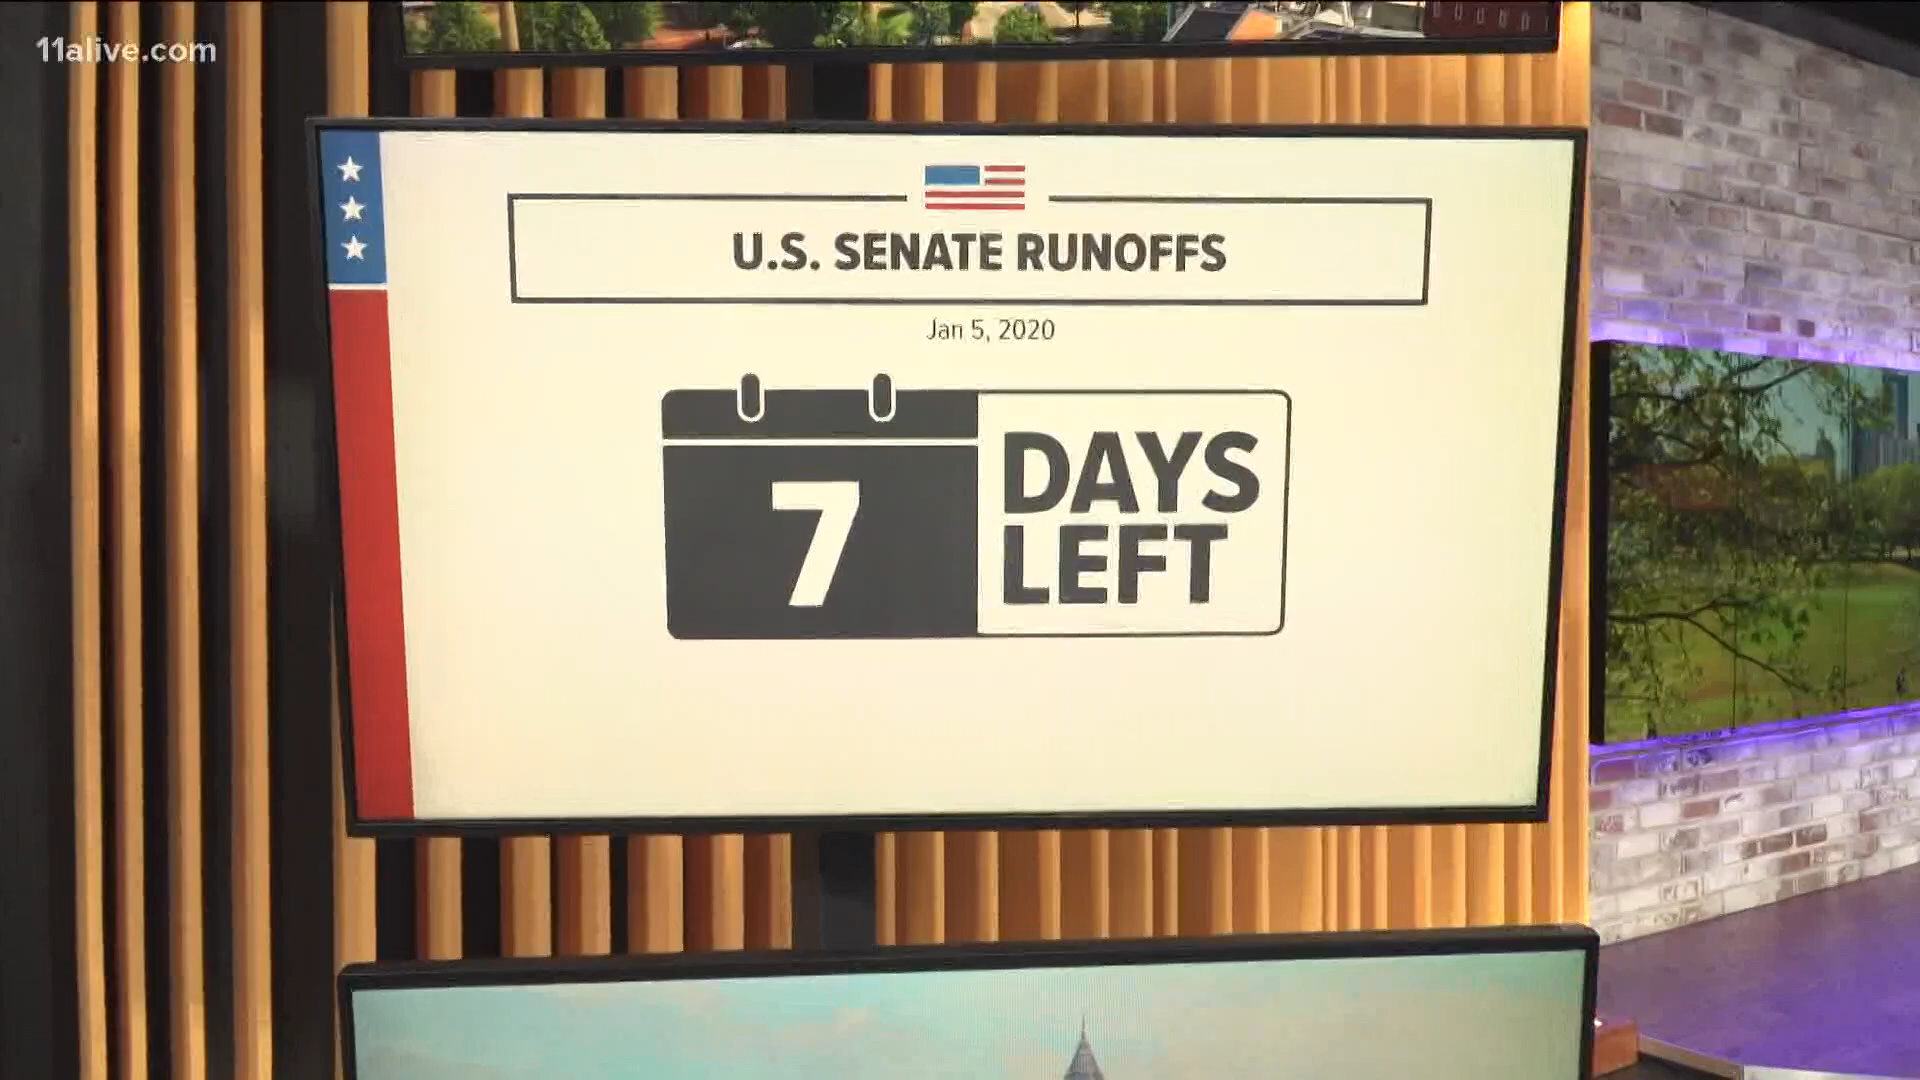 11alive.com
U.S. SENATE RUNOFFS
Jan 5, 2020
7
DAYS
LEFT